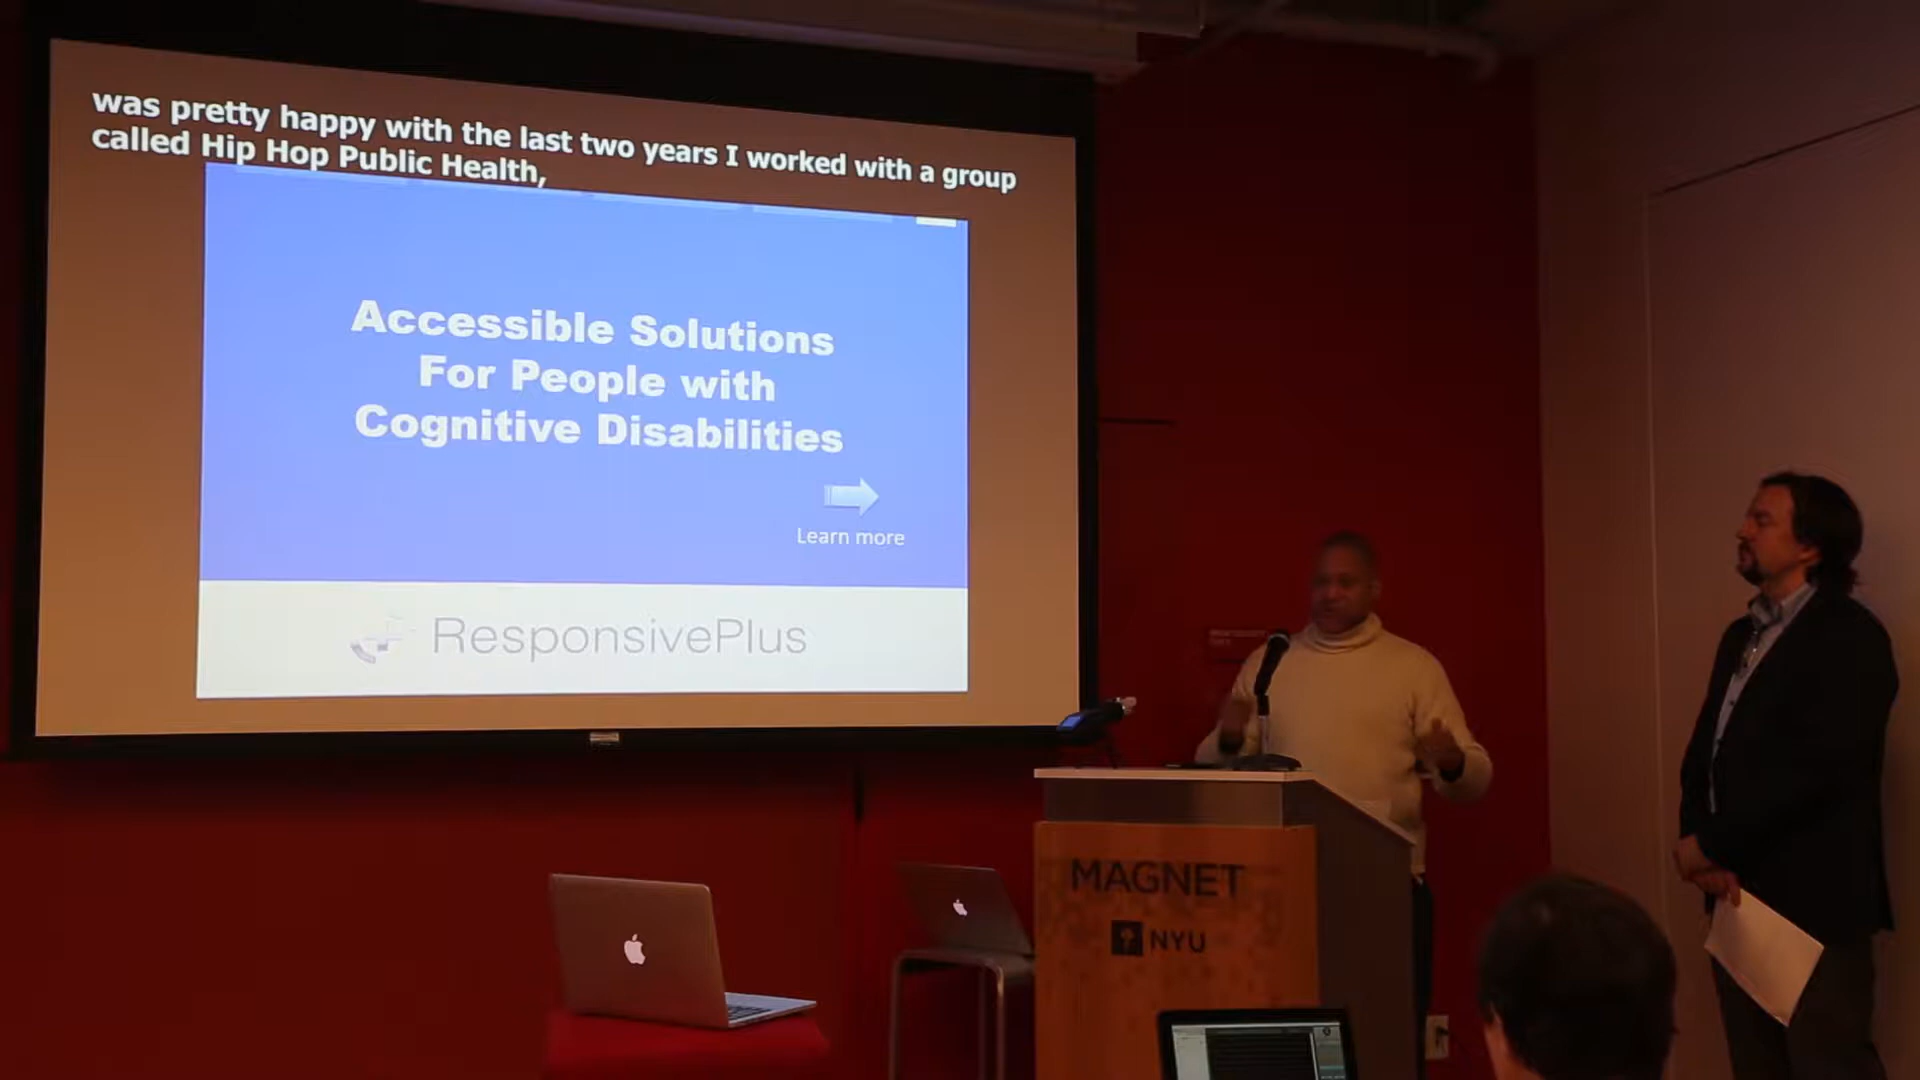 was pretty happy with the last two years I worked with a group
called Hip Hop Public Health,
Accessible Solutions
For People with
Cognitive Disabilities
Learn more
ResponsivePlus
MAGNET
NYU